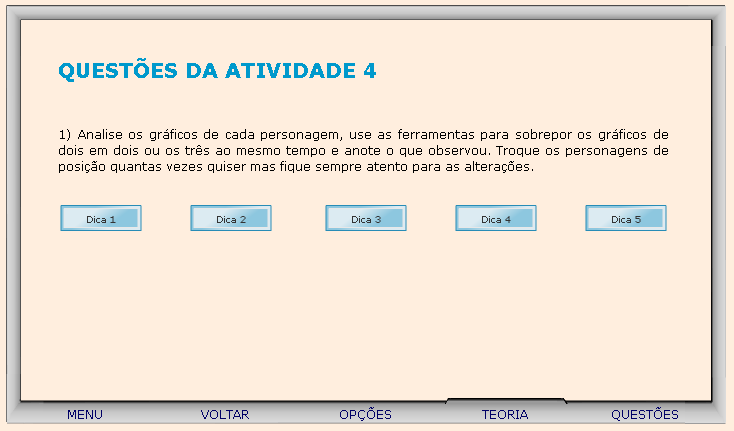 QUESTÕES DA ATIVIDADE 4
1) Analise os gráficos de cada personagem, use as ferramentas para sobrepor os gráficos de
dois em dois ou os três ao mesmo tempo e anote o que observou. Troque os personagens de
posição quantas vezes quiser mas fique sempre atento para as alterações.
Dica 1 Dica 2 Dica 3 Dica 4 Dica 5
MENU VOLTAR OPÇÕES TEORIA QUESTÕES